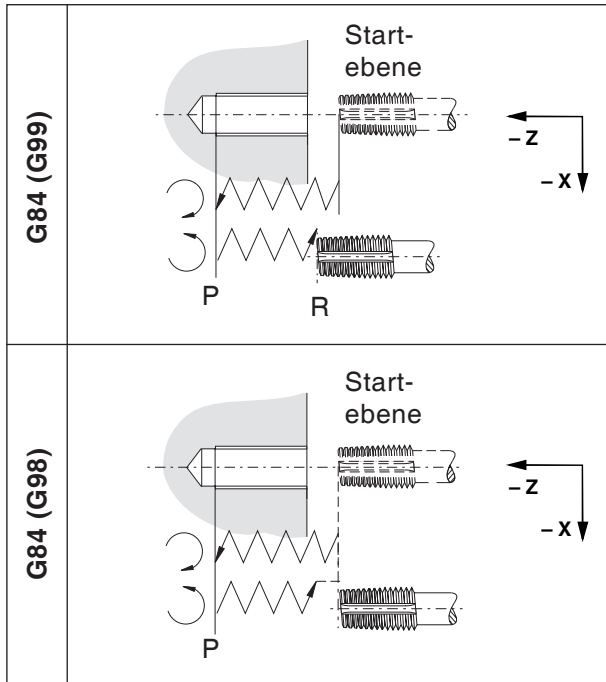 G84 (G99)
Start-
ebene
– Z
– X
P
R
G84 (G98)
Start-
ebene
– Z
– X
P